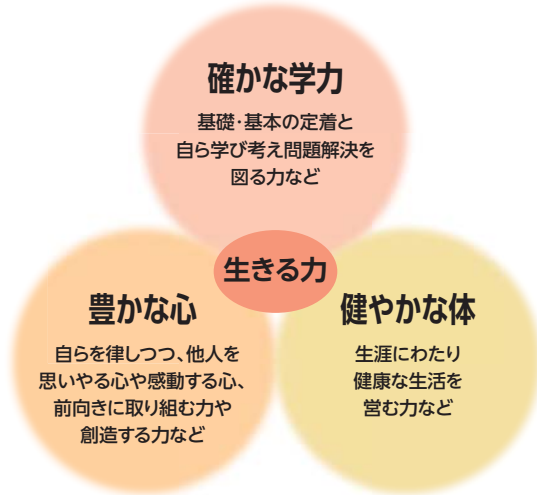 確かな学力
基礎・基本の定着と
自ら学び考え問題解決を
図る力など
生きる力
豊かな心
自らを律しつつ、他人を
思いやる心や感動する心、
前向きに取り組む力や
創造する力など
健やかな体
生涯にわたり
健康な生活を
営む力など